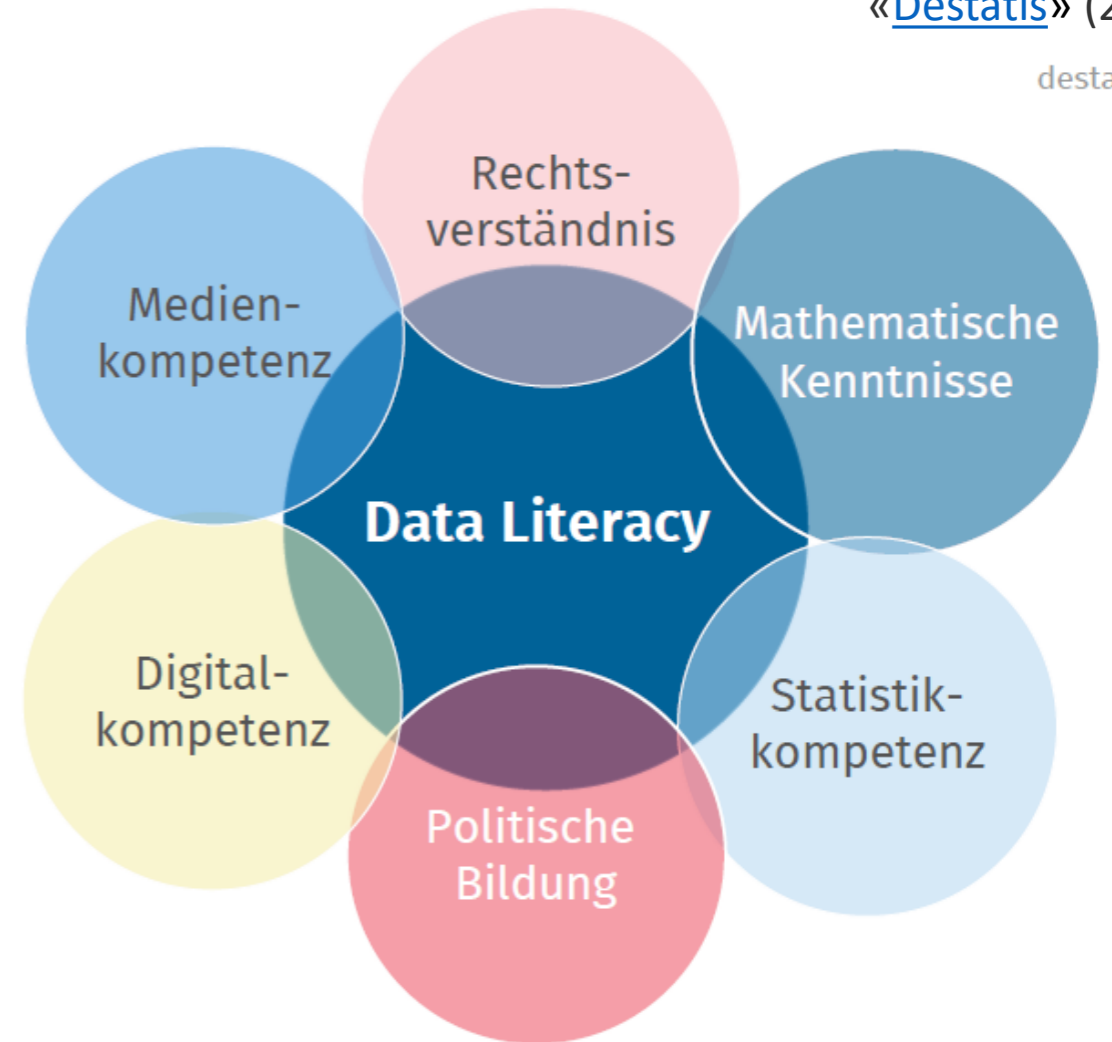 «Destatis» (2
desta
Rechts-
verständnis
Medien-
kompetenz
Mathematische
Kenntnisse
Data Literacy
Digital-
kompetenz
Statistik-
kompetenz
Politische
Bildung